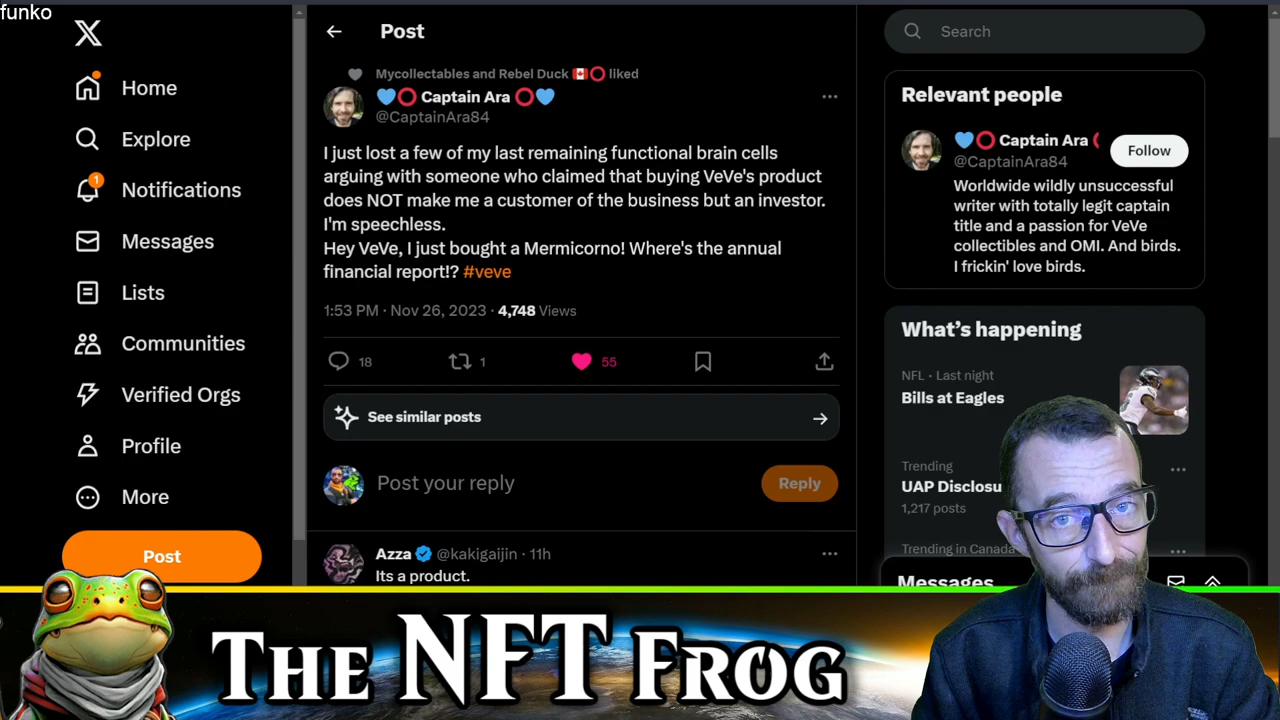 funko
Home
Explore
1
Notifications
Messages
Lists
Communities
Verified Orgs
Profile
More
Post
Post
Mycollectables and Rebel Duck 🇨🇦⭕ liked
💙⭕ Captain Ara ⭕💙
@CaptainAra84
I just lost a few of my last remaining functional brain cells
arguing with someone who claimed that buying VeVe's product
does NOT make me a customer of the business but an investor.
I'm speechless.
Hey VeVe, I just bought a Mermicorno! Where's the annual
financial report!? #veve
1:53 PM · Nov 26, 2023 · 4,748 Views
18
1
55
See similar posts
Post your reply
Reply
Azza @kakigaijin · 11h
Its a product.
Search
Relevant people
💙⭕ Captain Ara
@CaptainAra84
Follow
Worldwide wildly unsuccessful
writer with totally legit captain
title and a passion for VeVe
collectibles and OMI. And birds.
I frickin' love birds.
What's happening
NFL · Last night
Bills at Eagles
Trending
UAP Disclosu
1,217 posts
Trending in Canada
Messages
THE NFT FROG